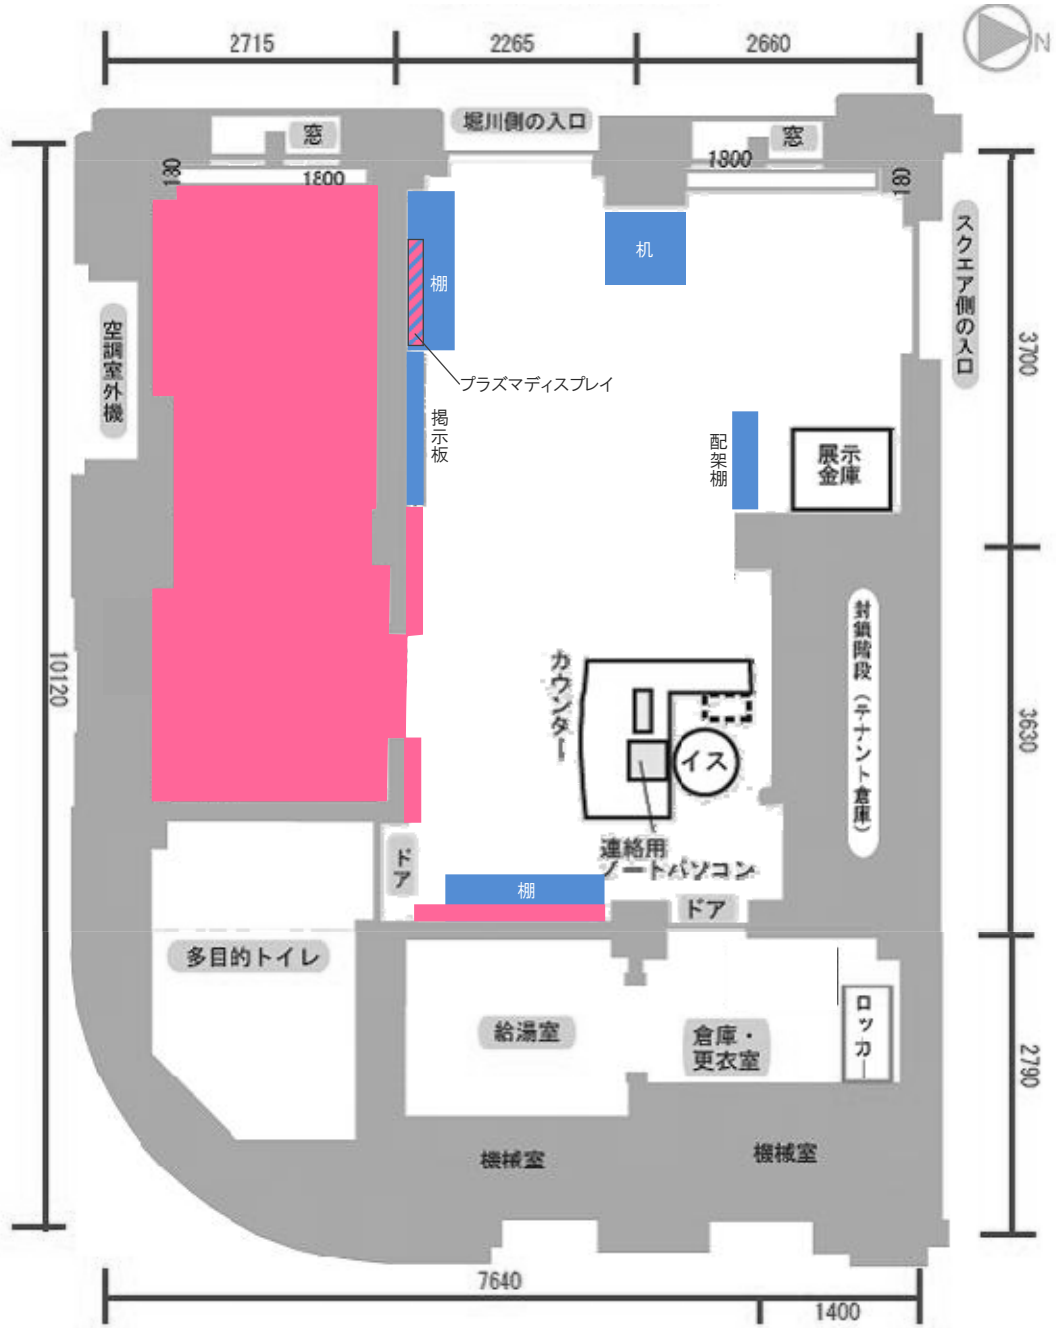 2715
2265
2660
N
堀川側の入口
窓
窓
180
1800
1800
180
スクエア側の入口
空調室外機
棚
机
プラズマディスプレイ
掲示板
配架棚
展示
金庫
3700
10120
カウンター
イス
封鎖階段（テナント倉庫）
3630
連絡用
ノートパソコン
ドア
棚
ドア
多目的トイレ
給湯室
倉庫・
更衣室
ロッカー
2790
機械室
機械室
7640
1400